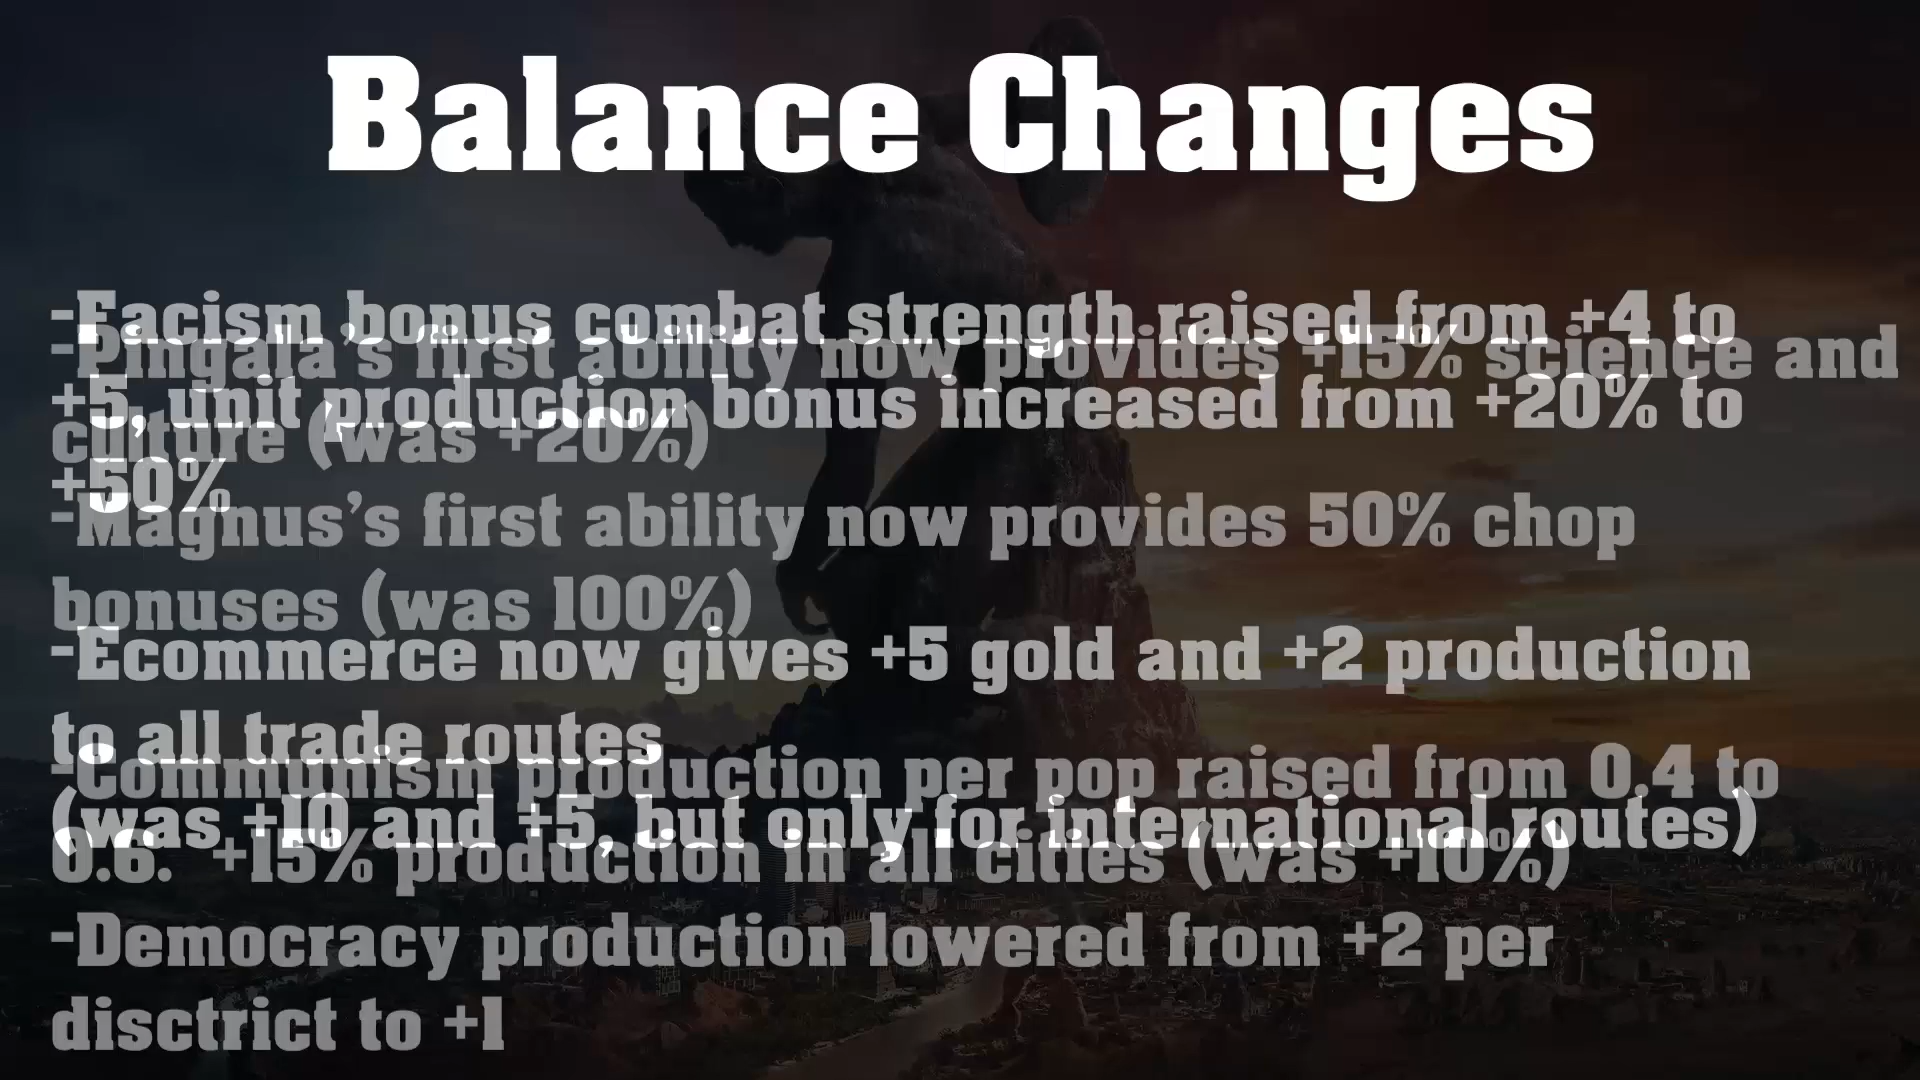 Balance Changes
-Facism bonus combat strength raised from +4 to
-Pingala's first ability now provides +15% science and
+5, unit production bonus increased from +20% to
culture (was +20%)
+50%
-Magnus's first ability now provides 50% chop
bonuses (was 100%)
-Ecommerce now gives +5 gold and +2 production
to all trade routes
-Communism production per pop raised from 0.4 to
(was +10 and +5, but only for international routes)
0.6. +15% production in all cities (was +10%)
-Democracy production lowered from +2 per
disctrict to +1